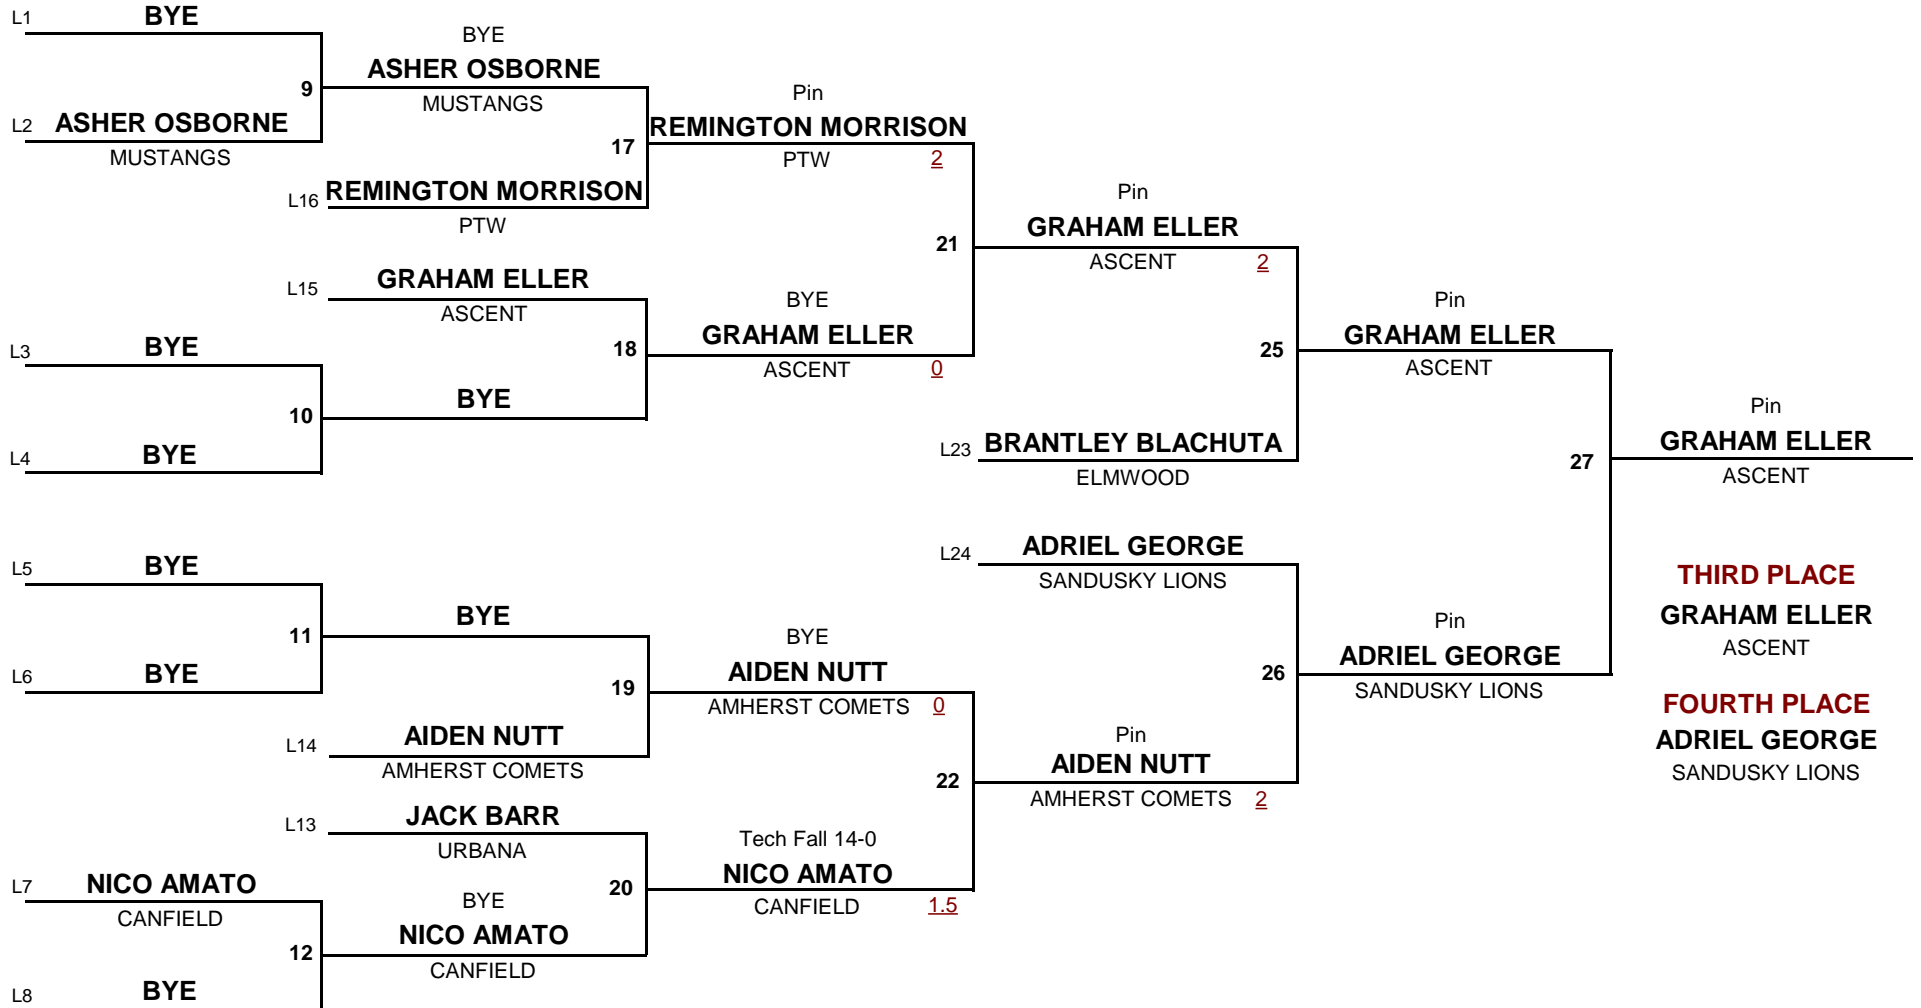 L1 BYE
BYE
ASHER OSBORNE
9
MUSTANGS
L2 ASHER OSBORNE
MUSTANGS
17
L16 REMINGTON MORRISON
PTW
Pin
REMINGTON MORRISON
PTW 2
L15 GRAHAM ELLER
ASCENT
18
BYE
GRAHAM ELLER
ASCENT 0
L3 BYE
10
BYE
L4 BYE
21
Pin
GRAHAM ELLER
ASCENT 2
25
L23 BRANTLEY BLACHUTA
ELMWOOD
Pin
GRAHAM ELLER
ASCENT
27
Pin
GRAHAM ELLER
ASCENT
L5 BYE
11
BYE
L6 BYE
19
L14 AIDEN NUTT
AMHERST COMETS
BYE
AIDEN NUTT
AMHERST COMETS 0
L24 ADRIEL GEORGE
SANDUSKY LIONS
26
Pin
ADRIEL GEORGE
SANDUSKY LIONS
22
Pin
AIDEN NUTT
AMHERST COMETS 2
L13 JACK BARR
URBANA
20
Tech Fall 14-0
NICO AMATO
CANFIELD 1.5
L7 NICO AMATO
CANFIELD
12
BYE
NICO AMATO
CANFIELD
L8 BYE
THIRD PLACE
GRAHAM ELLER
ASCENT
FOURTH PLACE
ADRIEL GEORGE
SANDUSKY LIONS